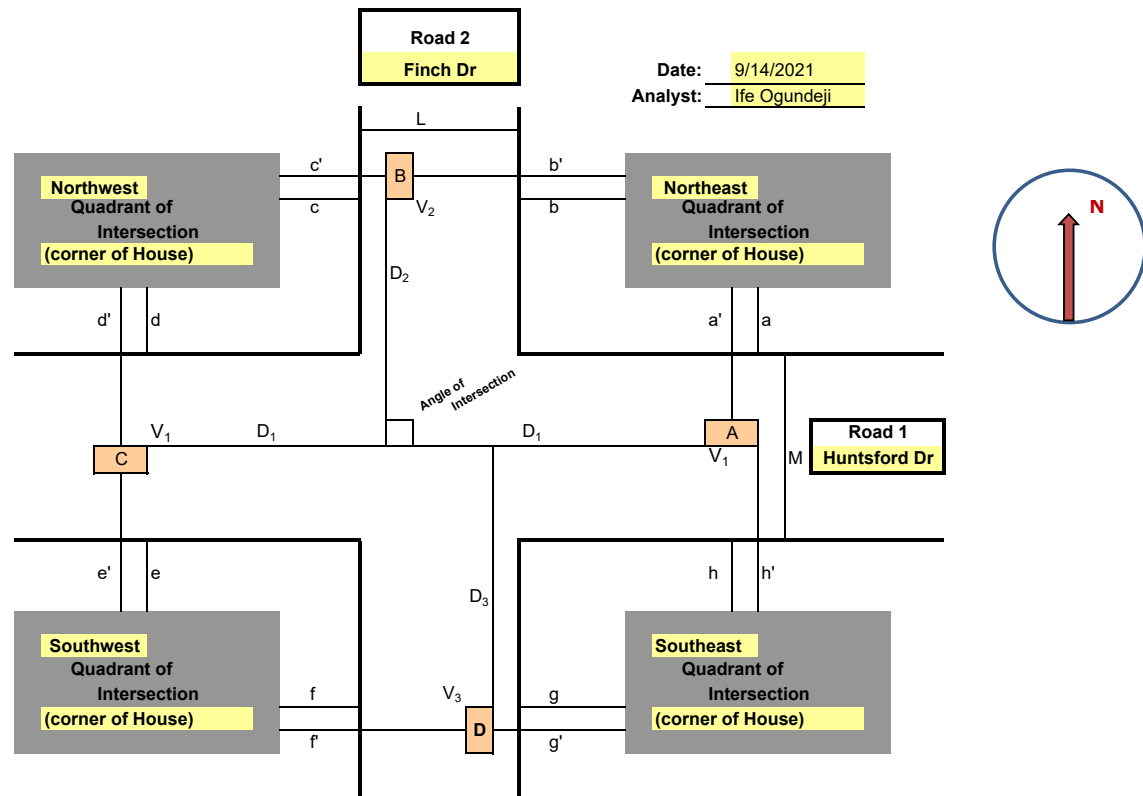 Road 2
Finch Dr
Date: 9/14/2021
Analyst: Ife Ogundeji
L
c' B b'
c V₂ b
Northwest
Quadrant of
Intersection
(corner of House)
Northeast
Quadrant of
Intersection
(corner of House)
N
D₂
d' d
a' a
Angle of
Intersection
V₁ D₁ D₁ A
C V₁ M
Road 1
Huntsford Dr
e' e
h h'
D₃
Southwest
Quadrant of
Intersection
(corner of House)
Southeast
Quadrant of
Intersection
(corner of House)
f V₃ g
f' D g'